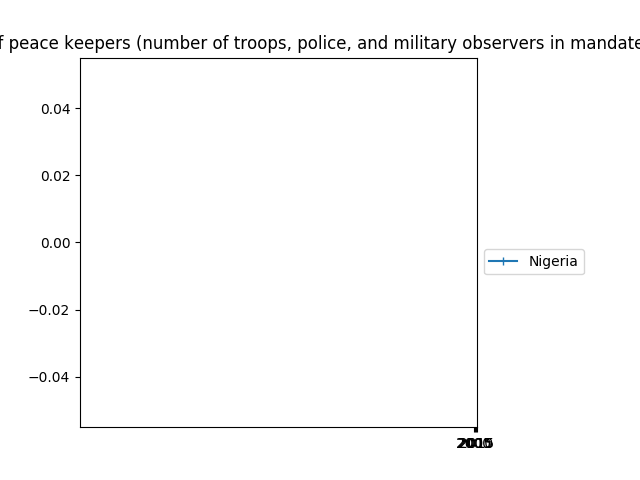 f peace keepers (number of troops, police, and military observers in mandate
0.04
0.02
0.00
−0.02
−0.04
Nigeria